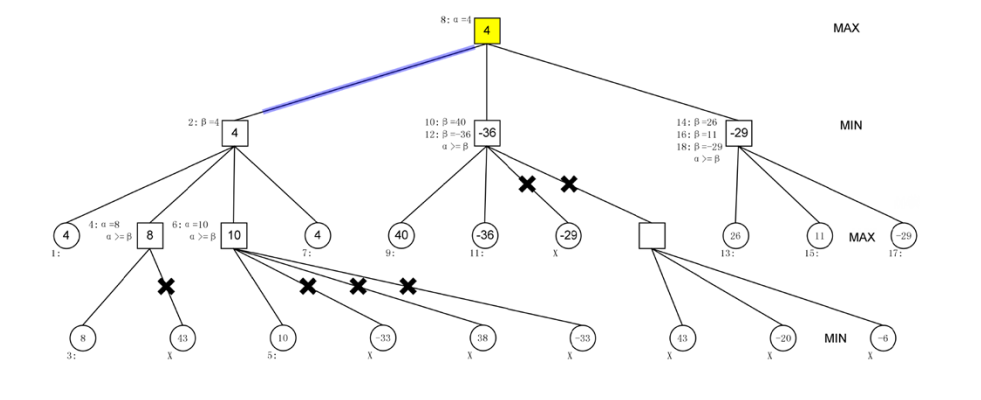 8: α=4
4
MAX
2: β=4
4
10: β=40
12: β=-36
α >= β
-36
14: β=26
16: β=11
18: β=-29
α >= β
-29
MIN
4
1:
4: α=8
α >= β
8
6: α=10
α >= β
10
4
7:
40
9:
-36
11:
-29
X
26
13:
11
15:
MAX
-29
17:
8
3:
43
X
10
5:
-33
X
38
X
-33
X
43
X
-20
X
MIN
-6
X